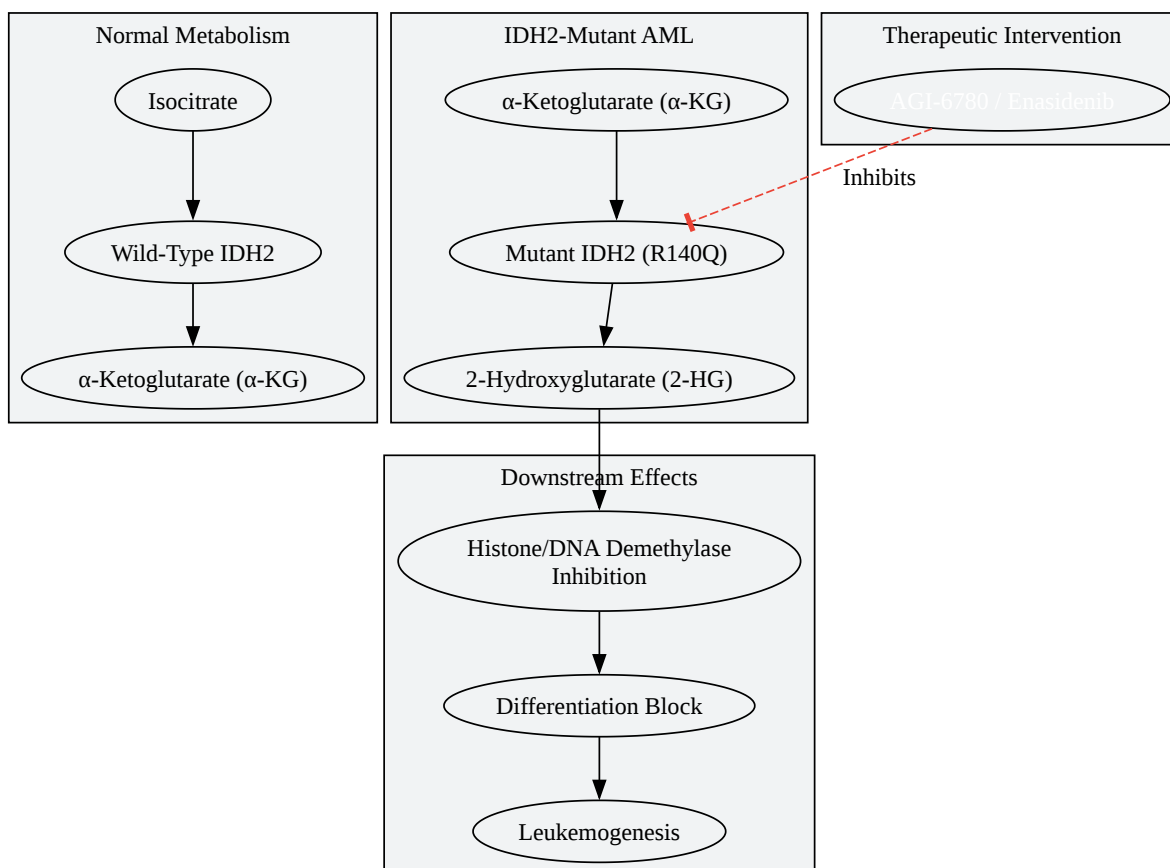 Normal Metabolism
Isocitrate
Wild-Type IDH2
α-Ketoglutarate (α-KG)
IDH2-Mutant AML
α-Ketoglutarate (α-KG)
Mutant IDH2 (R140Q)
2-Hydroxyglutarate (2-HG)
Therapeutic Intervention
AGI-6780 / Enasidenib
Inhibits
Downstream Effects
Histone/DNA Demethylase
Inhibition
Differentiation Block
Leukemogenesis